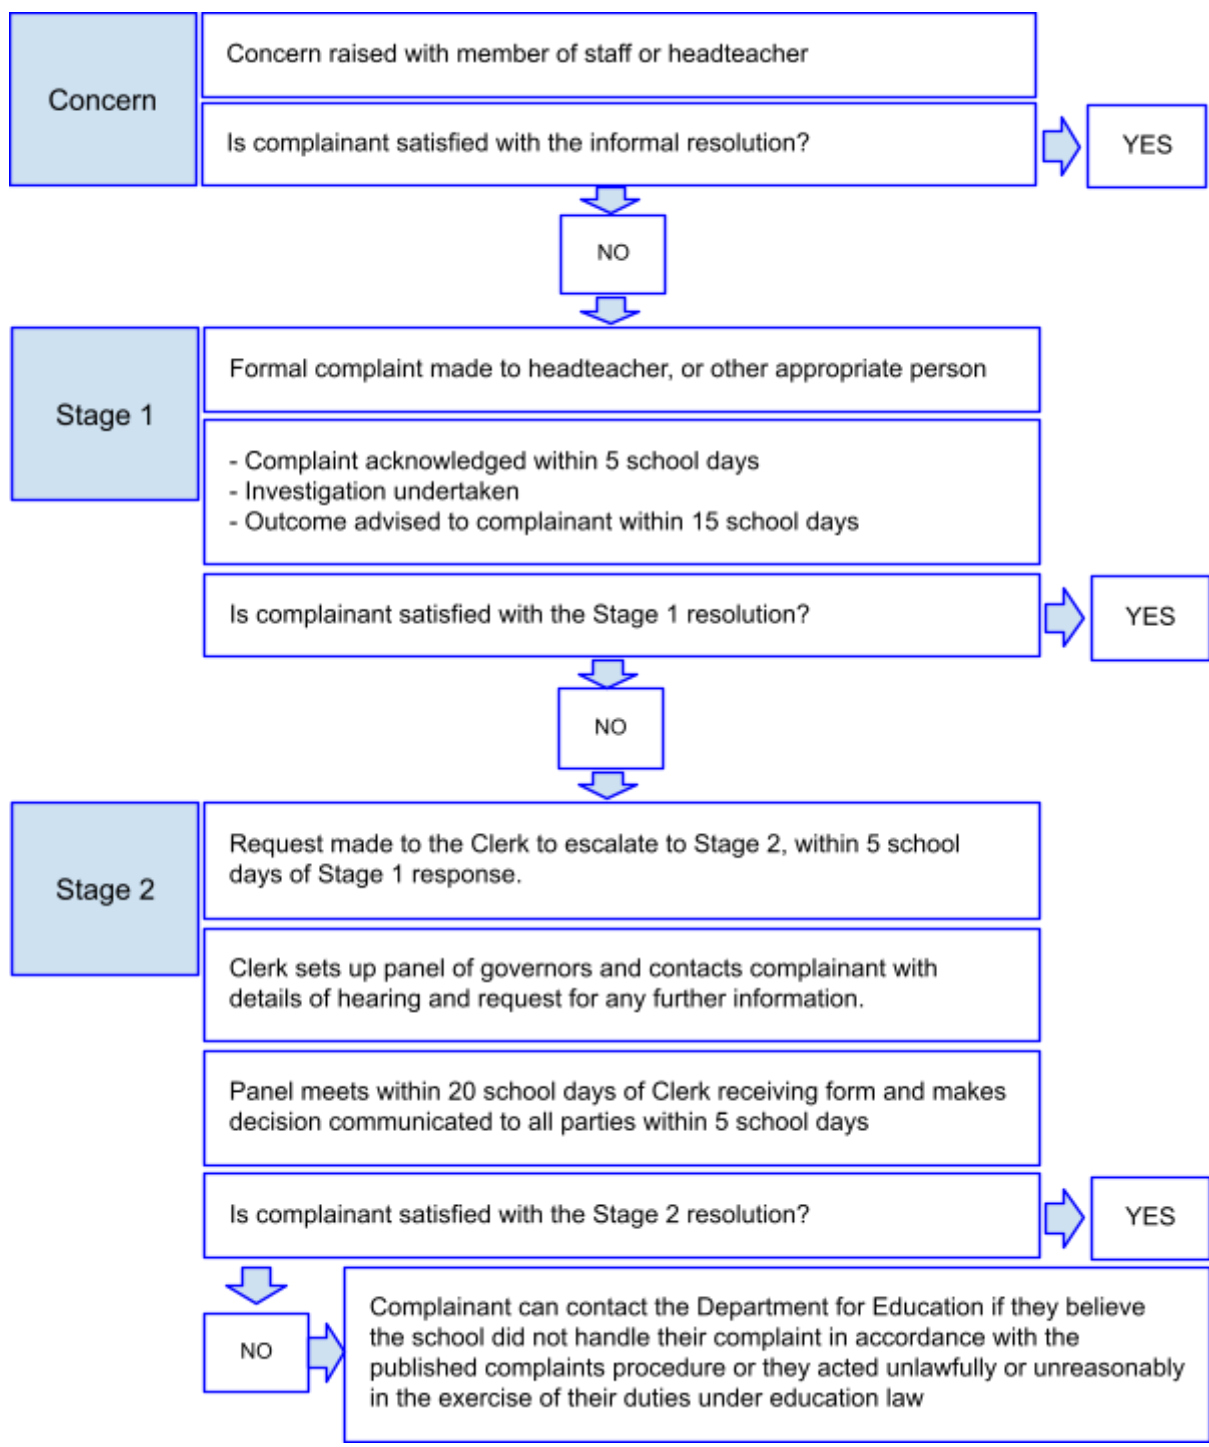 Concern
Concern raised with member of staff or headteacher
Is complainant satisfied with the informal resolution?
YES
NO
Stage 1
Formal complaint made to headteacher, or other appropriate person
- Complaint acknowledged within 5 school days
- Investigation undertaken
- Outcome advised to complainant within 15 school days
Is complainant satisfied with the Stage 1 resolution?
YES
NO
Stage 2
Request made to the Clerk to escalate to Stage 2, within 5 school
days of Stage 1 response.
Clerk sets up panel of governors and contacts complainant with
details of hearing and request for any further information.
Panel meets within 20 school days of Clerk receiving form and makes
decision communicated to all parties within 5 school days
Is complainant satisfied with the Stage 2 resolution?
YES
NO
Complainant can contact the Department for Education if they believe
the school did not handle their complaint in accordance with the
published complaints procedure or they acted unlawfully or unreasonably
in the exercise of their duties under education law